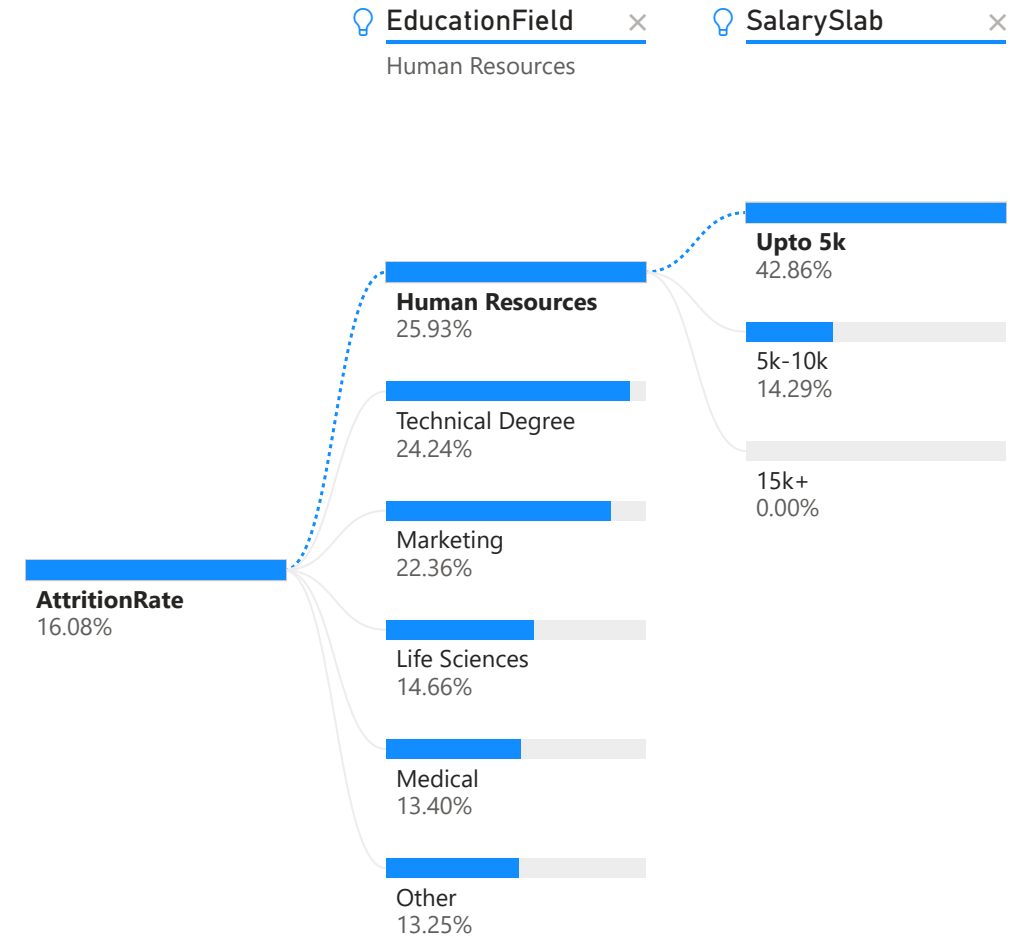 EducationField
Human Resources
SalarySlab
AttritionRate
16.08%
Human Resources
25.93%
Technical Degree
24.24%
Marketing
22.36%
Life Sciences
14.66%
Medical
13.40%
Other
13.25%
Upto 5k
42.86%
5k-10k
14.29%
15k+
0.00%